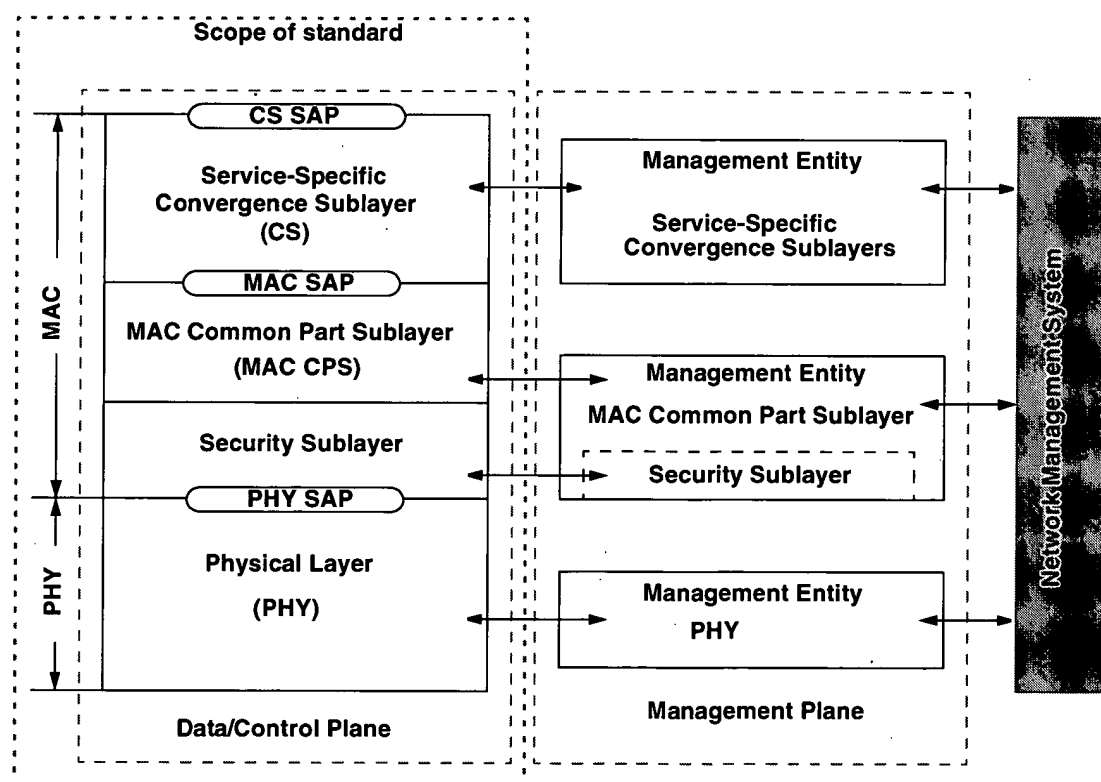 Scope of standard
CS SAP
Service-Specific
Convergence Sublayer
(CS)
MAC SAP
MAC Common Part Sublayer
(MAC CPS)
Security Sublayer
PHY SAP
Physical Layer
(PHY)
Data/Control Plane
MAC
PHY
Management Entity
Service-Specific
Convergence Sublayers
Management Entity
MAC Common Part Sublayer
Security Sublayer
Management Entity
PHY
Management Plane
Network Management System